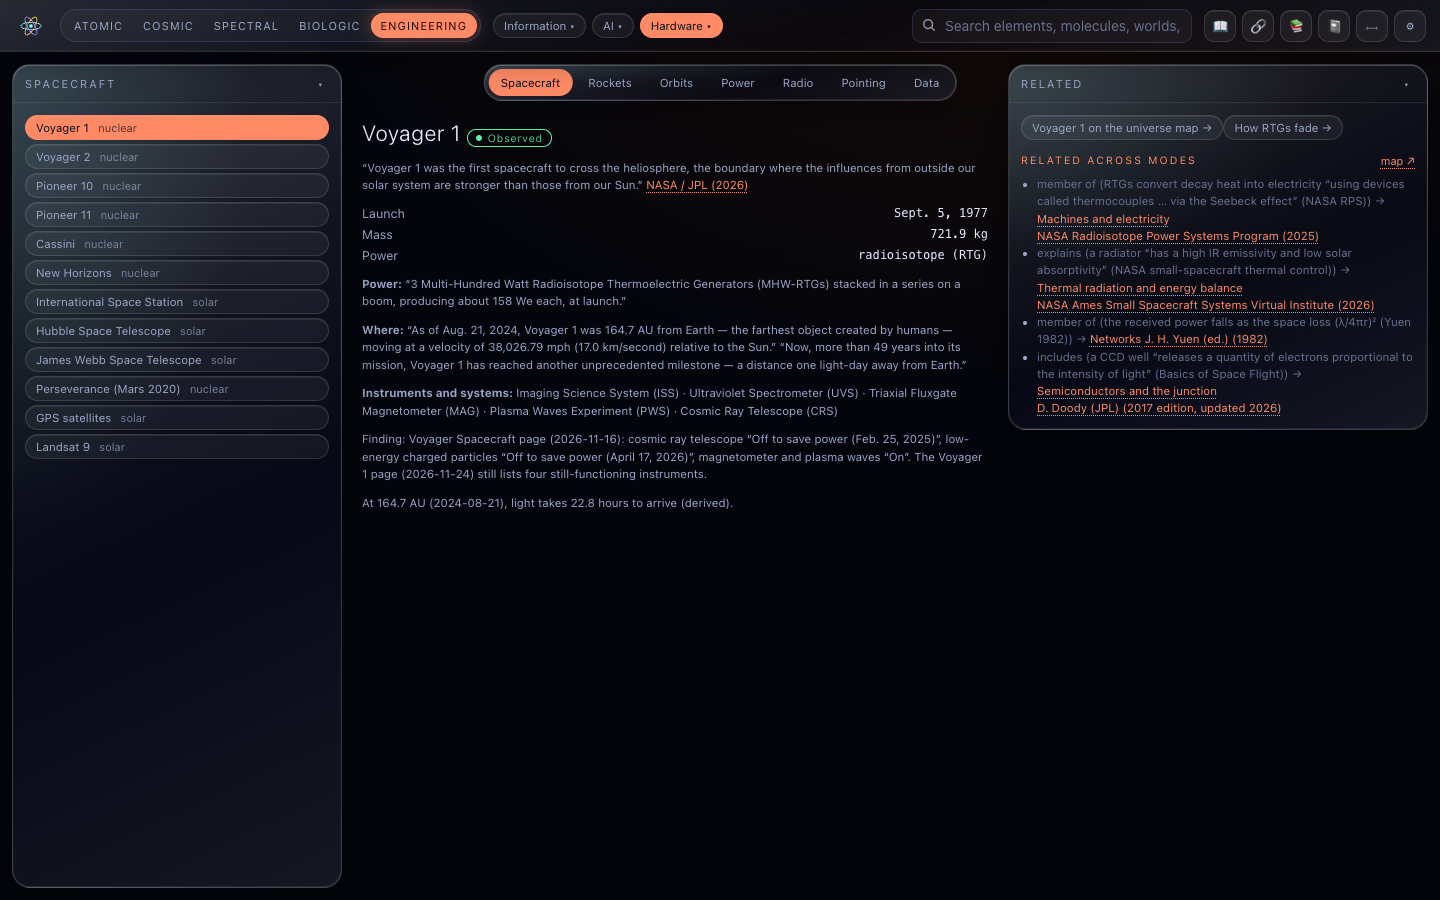 ATOMIC COSMIC SPECTRAL BIOLOGIC ENGINEERING Information ▾ AI ▾ Hardware ▾ Search elements, molecules, worlds,
SPACECRAFT ▾
Voyager 1 nuclear
Voyager 2 nuclear
Pioneer 10 nuclear
Pioneer 11 nuclear
Cassini nuclear
New Horizons nuclear
International Space Station solar
Hubble Space Telescope solar
James Webb Space Telescope solar
Perseverance (Mars 2020) nuclear
GPS satellites solar
Landsat 9 solar
Spacecraft Rockets Orbits Power Radio Pointing Data
Voyager 1 ● Observed
“Voyager 1 was the first spacecraft to cross the heliosphere, the boundary where the influences from outside our
solar system are stronger than those from our Sun.” NASA / JPL (2026)
Launch Sept. 5, 1977
Mass 721.9 kg
Power radioisotope (RTG)
Power: “3 Multi-Hundred Watt Radioisotope Thermoelectric Generators (MHW-RTGs) stacked in a series on a
boom, producing about 158 We each, at launch.”
Where: “As of Aug. 21, 2024, Voyager 1 was 164.7 AU from Earth — the farthest object created by humans —
moving at a velocity of 38,026.79 mph (17.0 km/second) relative to the Sun.” “Now, more than 49 years into its
mission, Voyager 1 has reached another unprecedented milestone — a distance one light-day away from Earth.”
Instruments and systems: Imaging Science System (ISS) · Ultraviolet Spectrometer (UVS) · Triaxial Fluxgate
Magnetometer (MAG) · Plasma Waves Experiment (PWS) · Cosmic Ray Telescope (CRS)
Finding: Voyager Spacecraft page (2026-11-16): cosmic ray telescope “Off to save power (Feb. 25, 2025)”, low-
energy charged particles “Off to save power (April 17, 2026)”, magnetometer and plasma waves “On”. The Voyager
1 page (2026-11-24) still lists four still-functioning instruments.
At 164.7 AU (2024-08-21), light takes 22.8 hours to arrive (derived).
RELATED ▾
Voyager 1 on the universe map → How RTGs fade →
RELATED ACROSS MODES map ↗
• member of (RTGs convert decay heat into electricity “using devices
called thermocouples … via the Seebeck effect” (NASA RPS)) →
Machines and electricity
NASA Radioisotope Power Systems Program (2025)
• explains (a radiator “has a high IR emissivity and low solar
absorptivity” (NASA small-spacecraft thermal control)) →
Thermal radiation and energy balance
NASA Ames Small Spacecraft Systems Virtual Institute (2026)
• member of (the received power falls as the space loss (λ/4πr)² (Yuen
1982)) → Networks J. H. Yuen (ed.) (1982)
• includes (a CCD well “releases a quantity of electrons proportional to
the intensity of light” (Basics of Space Flight)) →
Semiconductors and the junction
D. Doody (JPL) (2017 edition, updated 2026)